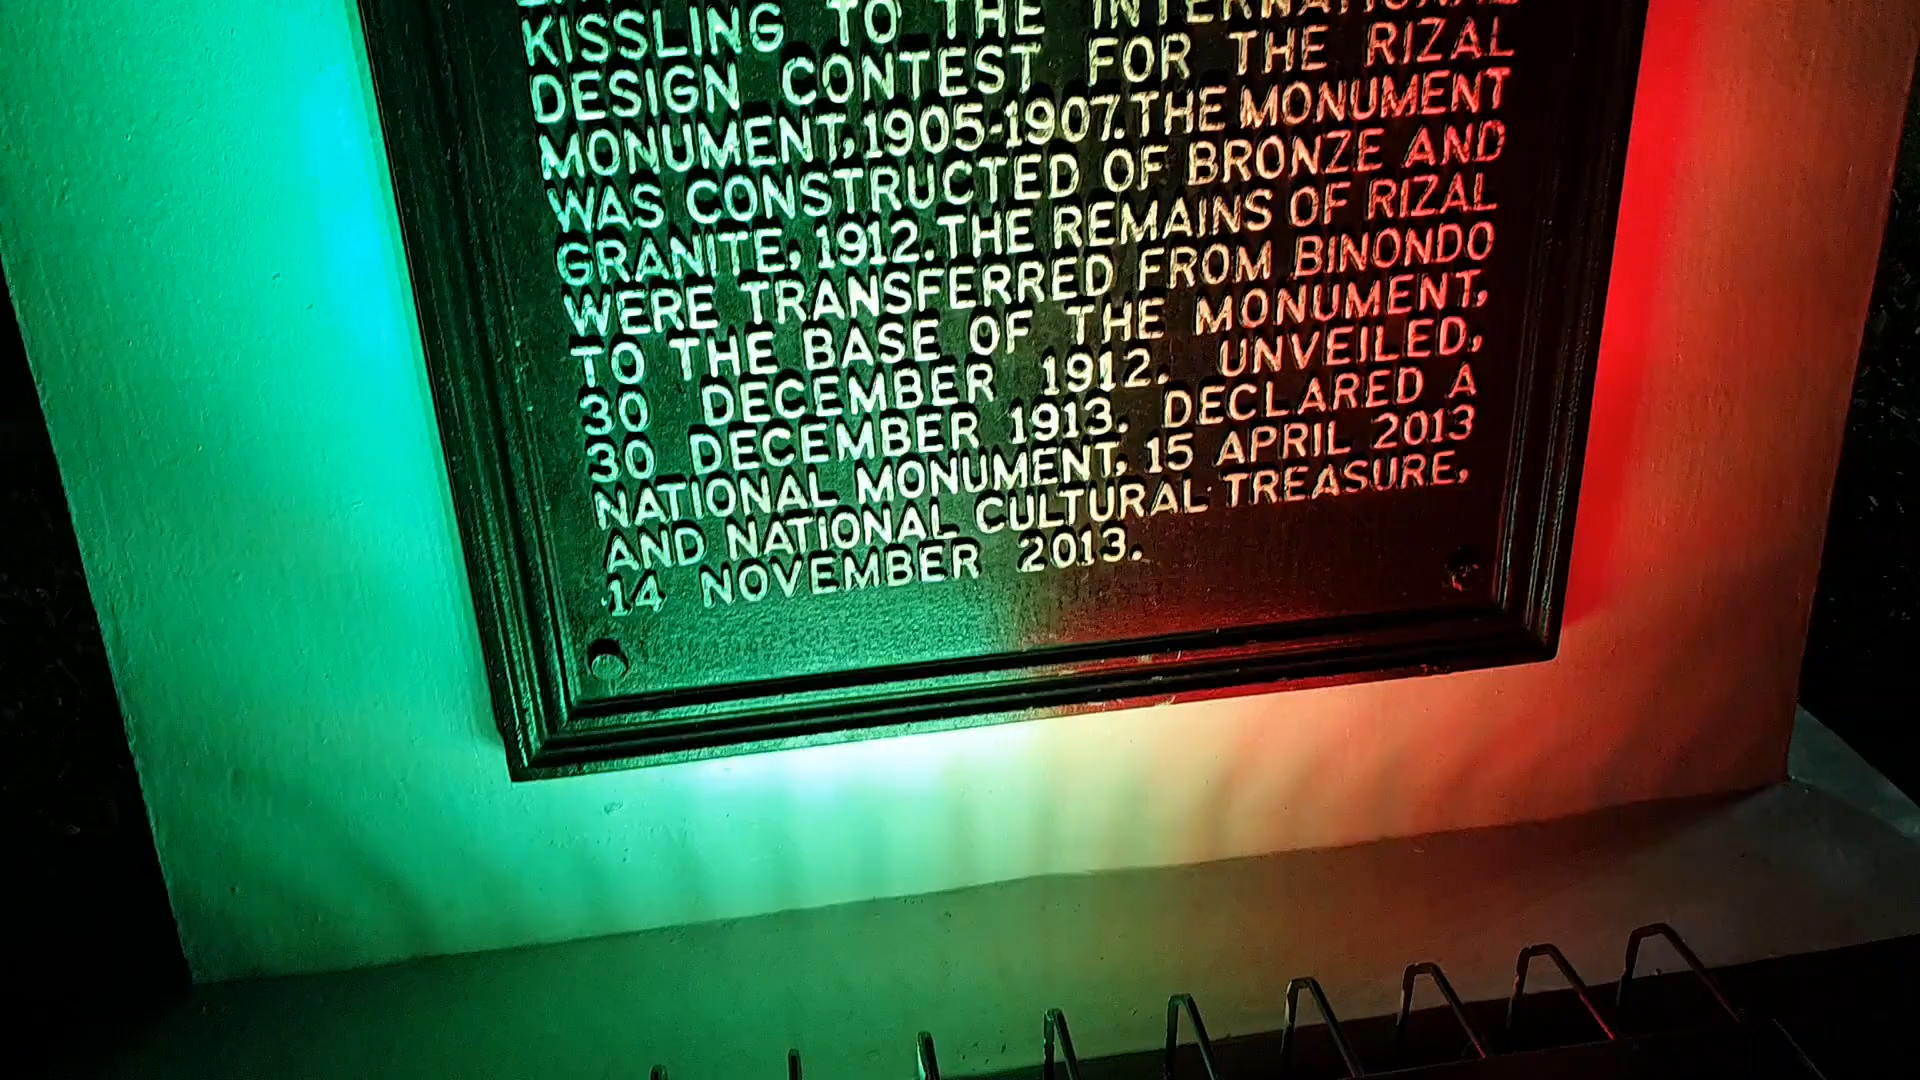 KISSLING TO THE INTERNATIONAL
DESIGN CONTEST FOR THE RIZAL
MONUMENT, 1905-1907. THE MONUMENT
WAS CONSTRUCTED OF BRONZE AND
GRANITE, 1912. THE REMAINS OF RIZAL
WERE TRANSFERRED FROM BINONDO
TO THE BASE OF THE MONUMENT,
30 DECEMBER 1912. UNVEILED,
30 DECEMBER 1913. DECLARED A
NATIONAL MONUMENT, 15 APRIL 2013
AND NATIONAL CULTURAL TREASURE,
14 NOVEMBER 2013.